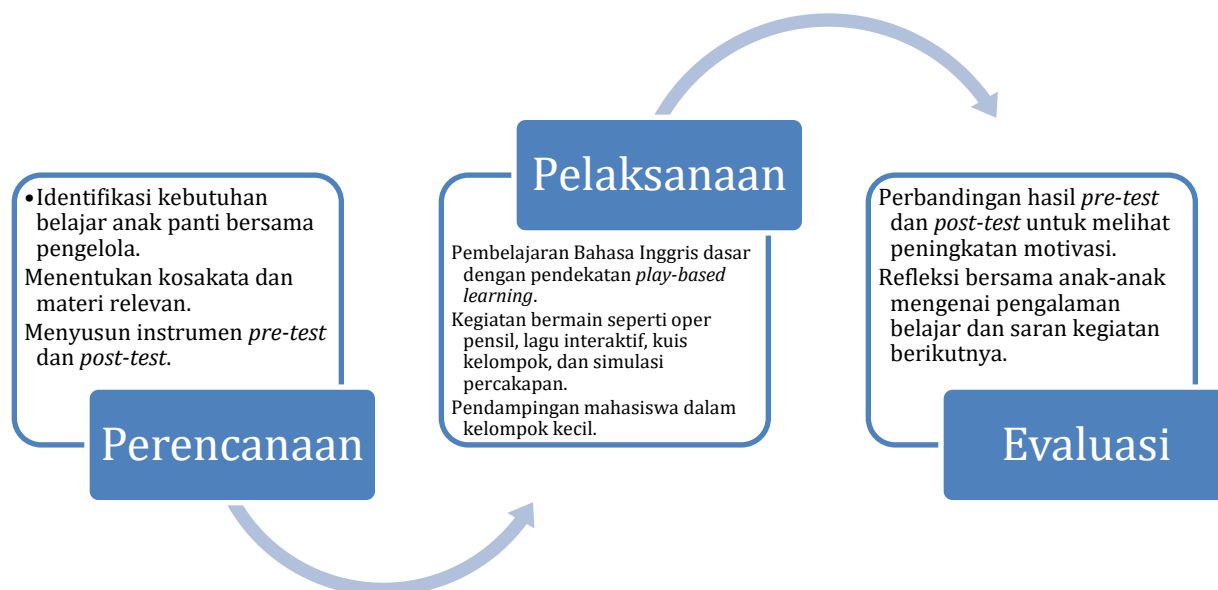 •Identifikasi kebutuhan
belajar anak panti bersama
pengelola.
Menentukan kosakata dan
materi relevan.
Menyusun instrumen pre-test
dan post-test.
Perencanaan
Pelaksanaan
Pembelajaran Bahasa Inggris dasar
dengan pendekatan play-based
learning.
Kegiatan bermain seperti oper
pensil, lagu interaktif, kuis
kelompok, dan simulasi
percakapan.
Pendampingan mahasiswa dalam
kelompok kecil.
Perbandingan hasil pre-test
dan post-test untuk melihat
peningkatan motivasi.
Refleksi bersama anak-anak
mengenai pengalaman
belajar dan saran kegiatan
berikutnya.
Evaluasi